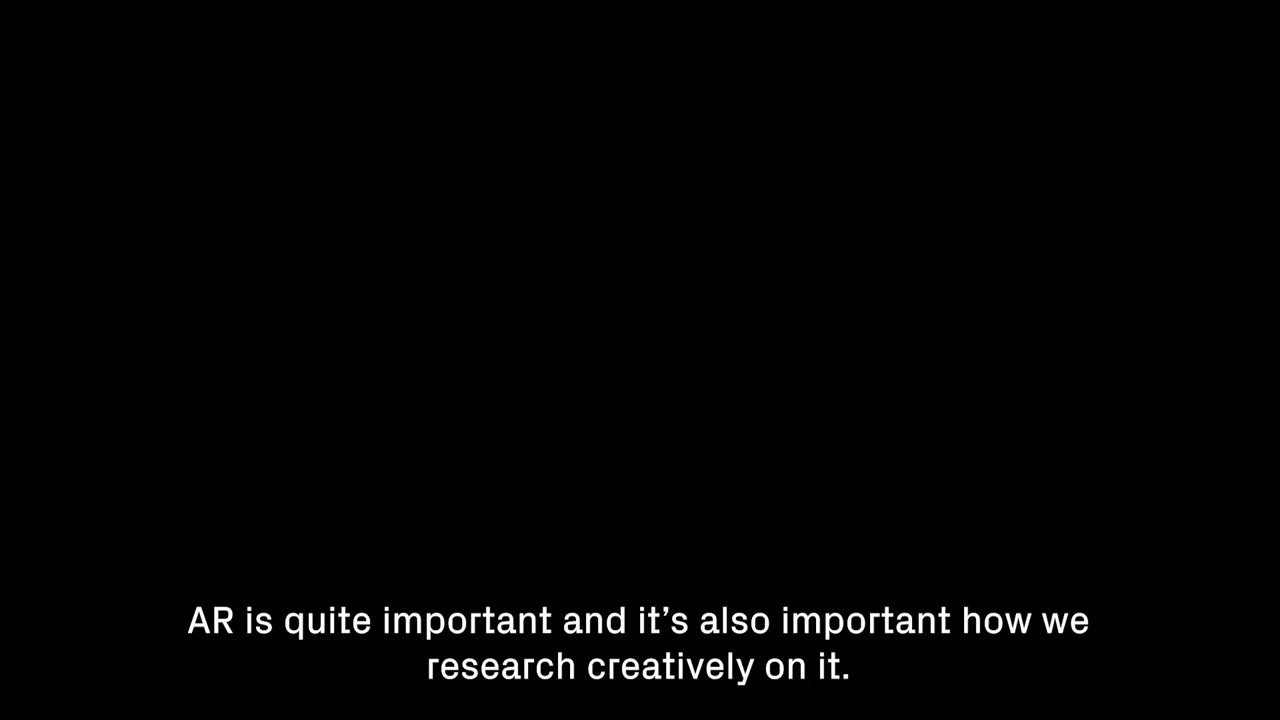 AR is quite important and it’s also important how we
research creatively on it.